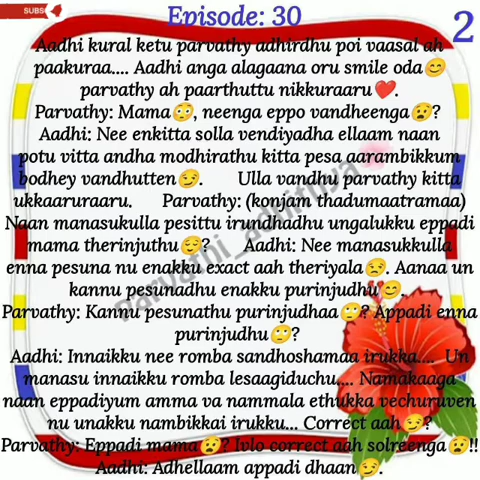 SUBS
Episode: 30
2
Aadhi kural ketu parvathy adhirdhu poi vaasal ah
paakuraa.... Aadhi anga alagaana oru smile oda😊
parvathy ah paarthuttu nikkuraaru❤️.
Parvathy: Mama😳, neenga eppo vandheenga😧?
Aadhi: Nee enkitta solla vendiyadha ellaam naan
potu vitta andha modhirathu kitta pesa aarambikkum
bodhey vandhutten😏. Ulla vandhu parvathy kitta
ukkaaruraaru. Parvathy: (konjam thadumaatramaa)
Naan manasukulla pesittu irundhadhu ungalukku eppadi
mama therinjuthu😌? Aadhi: Nee manasukkulla
enna pesuna nu enakku exact aah theriyala😒. Aanaa un
kannu pesunadhu enakku purinjudhu😊.
Parvathy: Kannu pesunathu purinjudhaa🙄? Appadi enna
purinjudhu🙄?
Aadhi: Innaikku nee romba sandhoshamaa irukka.... Un
manasu innaikku romba lesaagiduchu.... Namakaaga
naan eppadiyum amma va nammala ethukka vechuruven
nu unakku nambikkai irukku... Correct aah😏?
Parvathy: Eppadi mama😧? Ivlo correct aah solreenga😧!!
Aadhi: Adhellaam appadi dhaan😏.
parvathi_adhithya